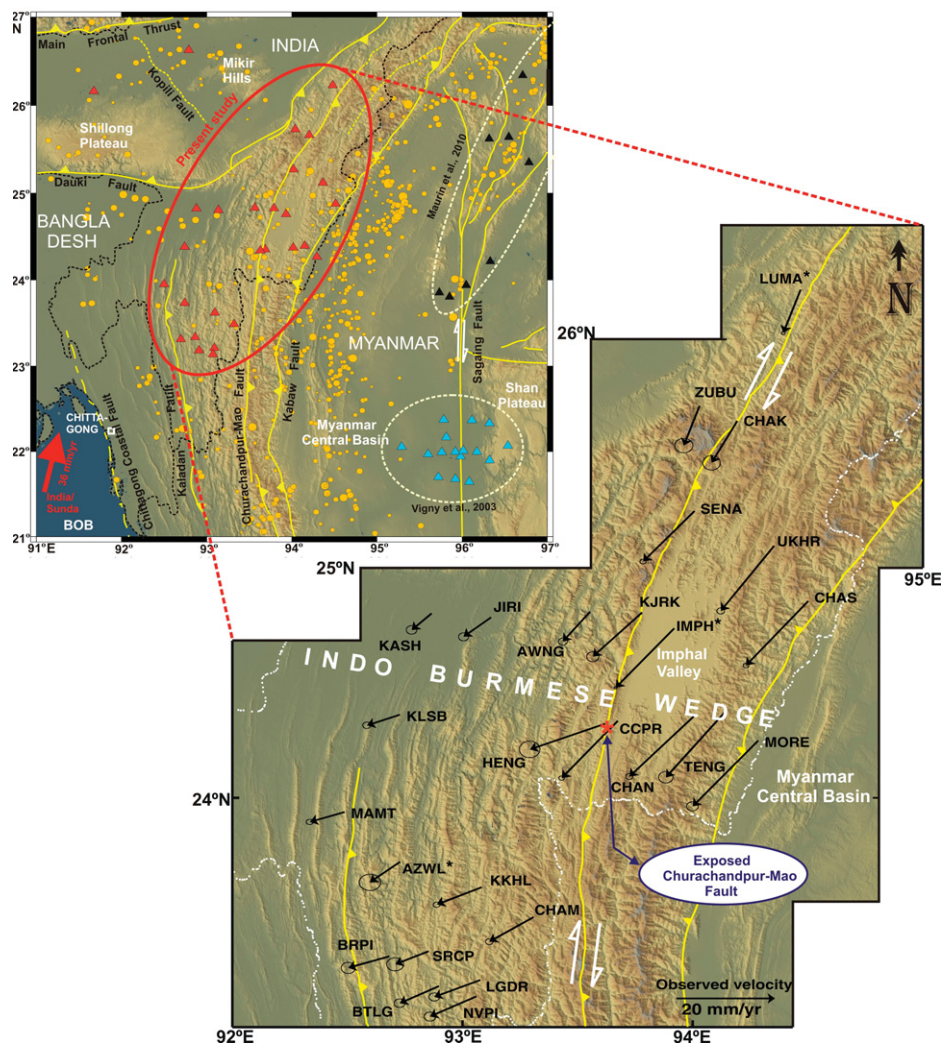 27°
N
26°
25°
24°
23°
22°
21°
91°E
92°
93°
94°
95°
96°
97°
Main Frontal Thrust
INDIA
Mikir
Hills
Kopili Fault
Shillong
Plateau
Present study
Dauki Fault
BANGLA
DESH
Maurin et al., 2010
MYANMAR
Sagaing Fault
Shan
Plateau
Kabaw Fault
Churachandpur-Mao Fault
Kaladan Fault
Chittagong Coastal Fault
CHITTA-
GONG
36 mm/yr
India/
Sunda
BOB
Myanmar
Central Basin
Vigny et al., 2003
N
LUMA*
26°N
ZUBU
CHAK
SENA
UKHR
25°N
95°E
CHAS
JIRI
KJRK
KASH
AWNG
IMPH*
Imphal
Valley
INDO BURMESE WEDGE
KLSB
CCPR
HENG
MORE
CHAN
TENG
Myanmar
Central Basin
24°N
MAMT
Exposed
Churachandpur-Mao
Fault
AZWL*
KKHL
CHAM
BRPI
SRCP
LGDR
BTLG
NVPI
Observed velocity
20 mm/yr
92°E
93°E
94°E